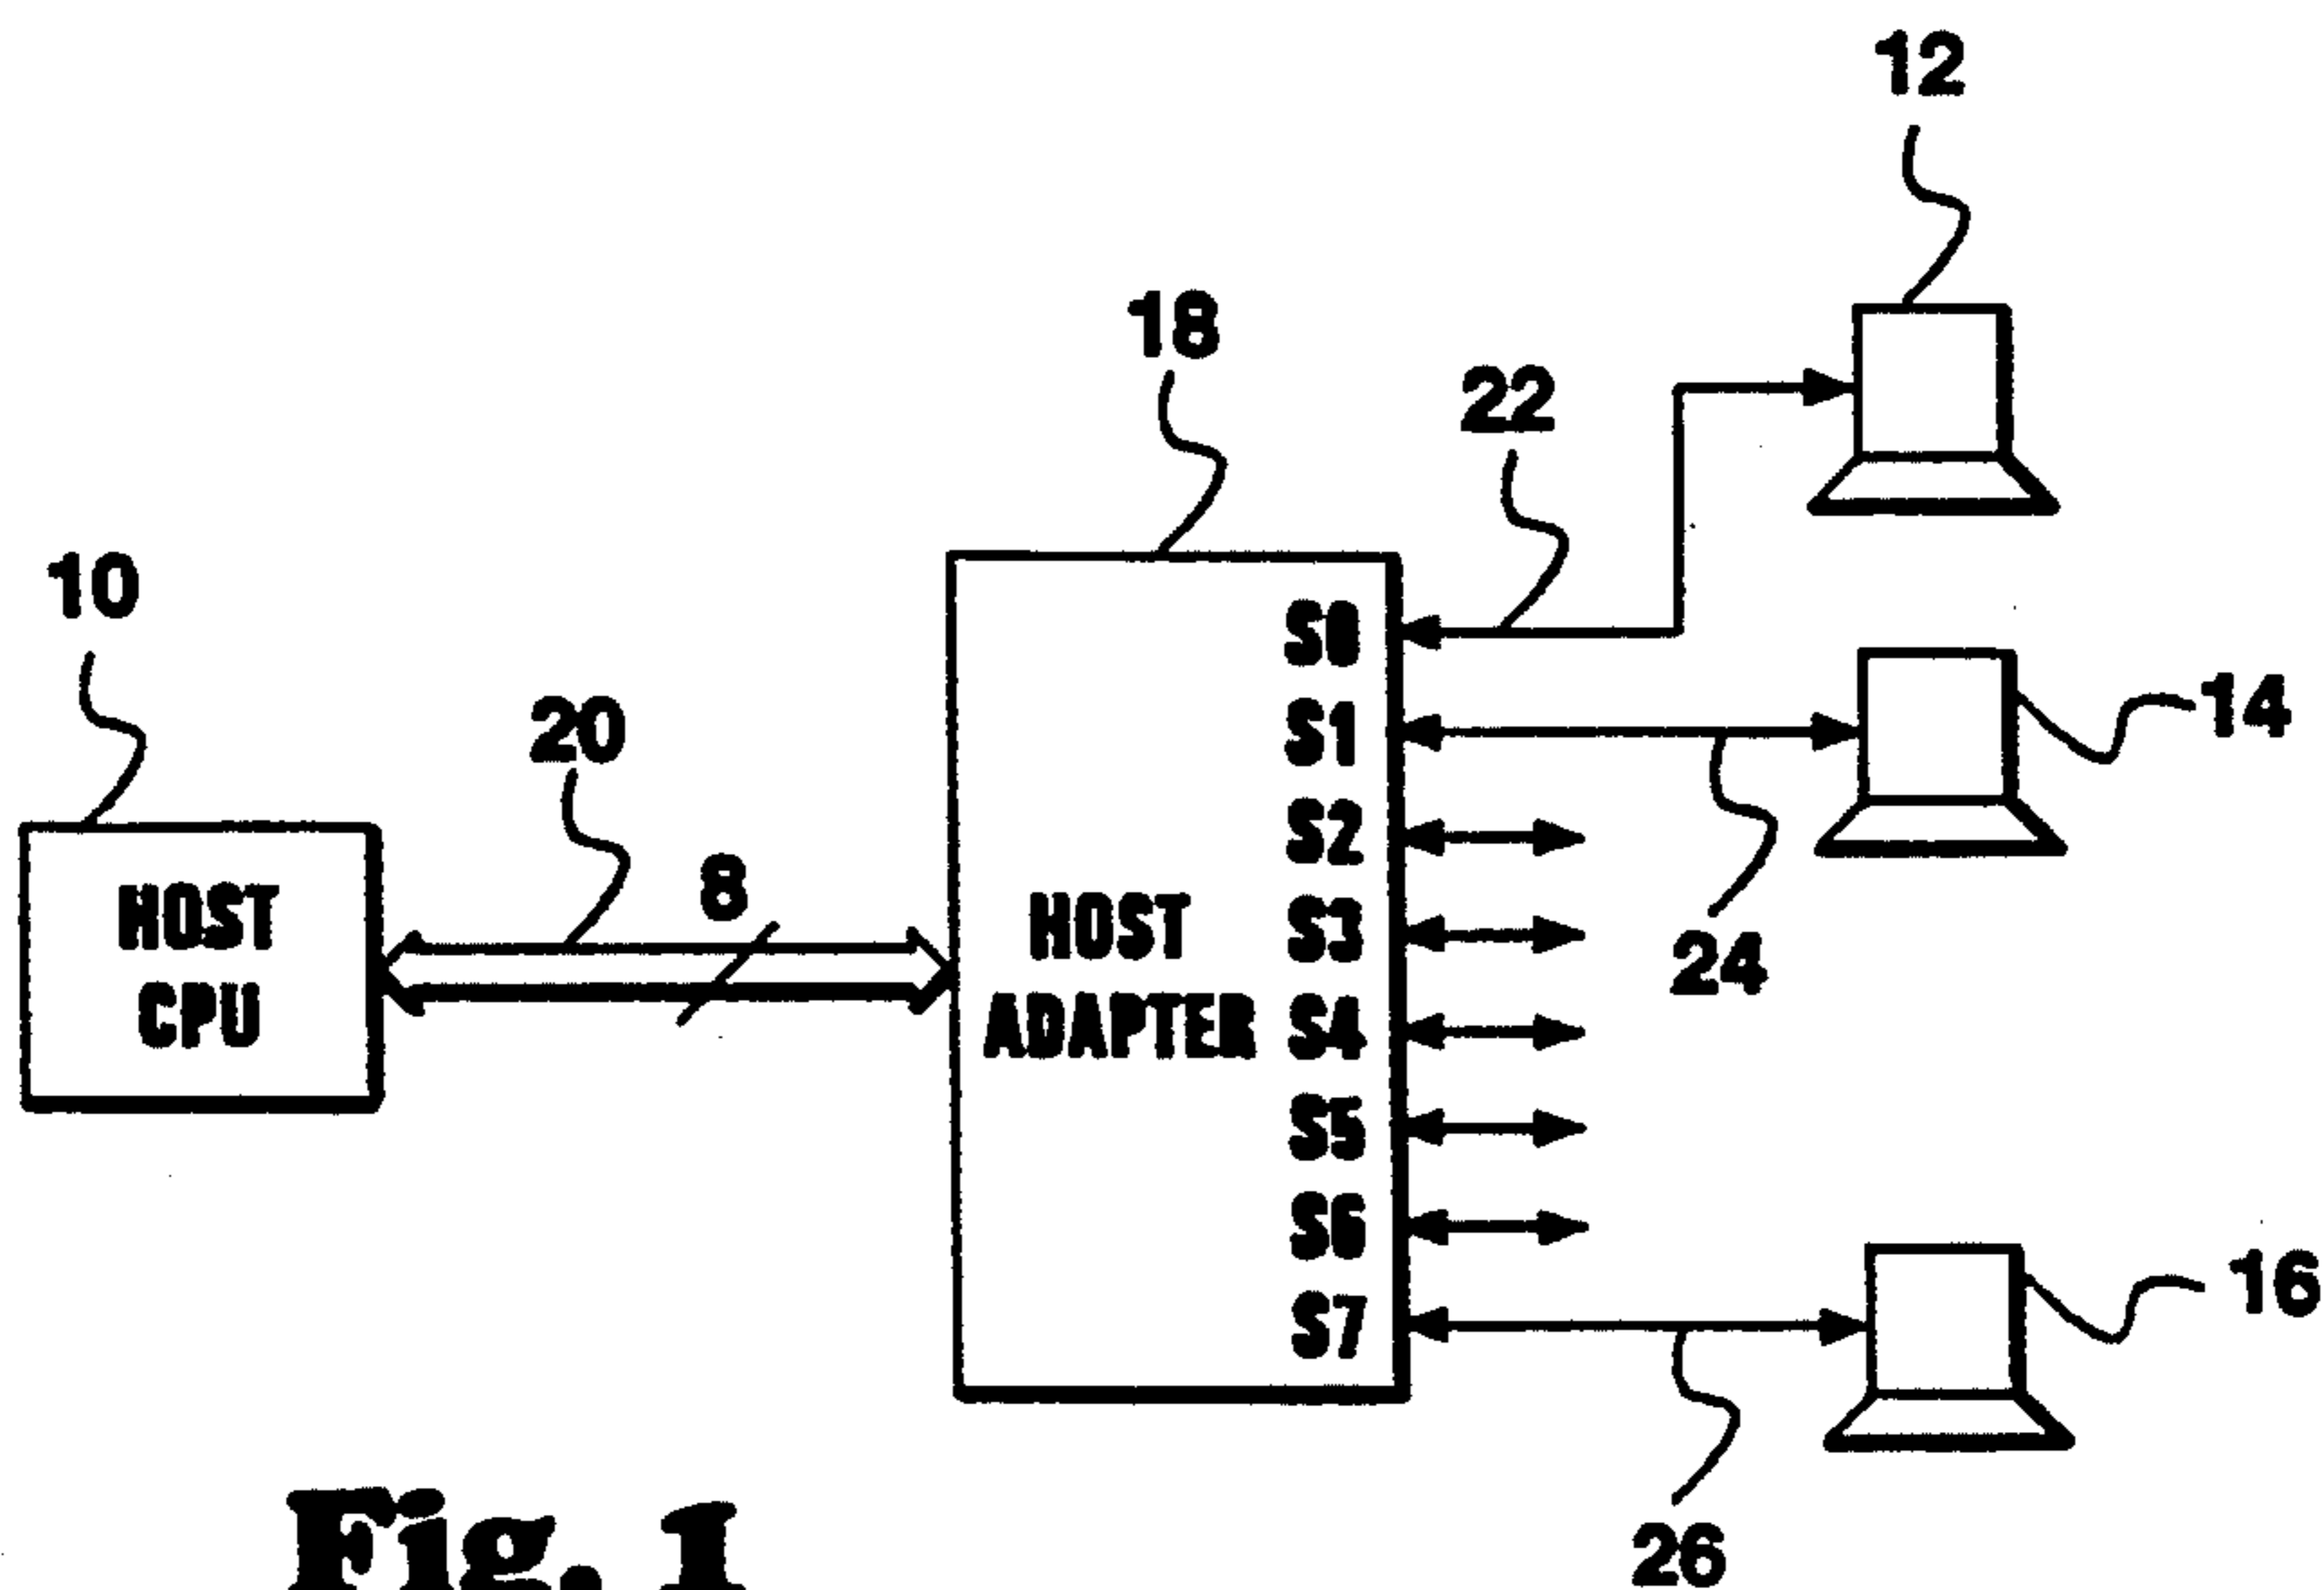 12
18
22
10
S0
14
20
S1
S2
8
HOST
CPU
HOST
ADAPTER
S3
24
S4
S5
S6
16
S7
26
Fig. 1